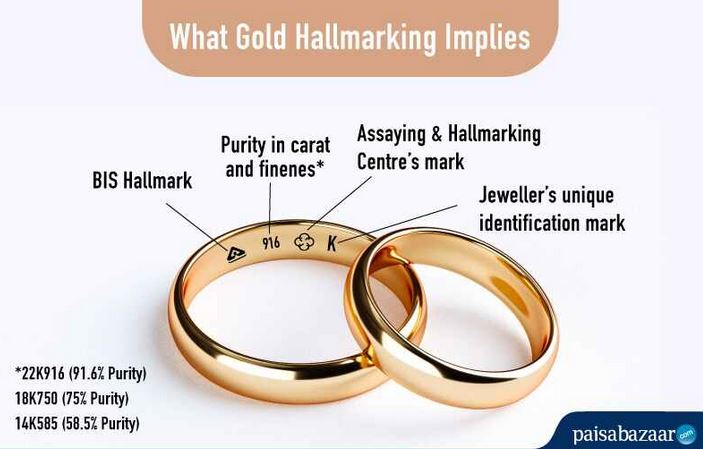 What Gold Hallmarking Implies
Assaying & Hallmarking
Centre's mark
Purity in carat
and finenes*
BIS Hallmark
Jeweller's unique
identification mark
916 K
*22K916 (91.6% Purity)
18K750 (75% Purity)
14K585 (58.5% Purity)
paisabazaar.com